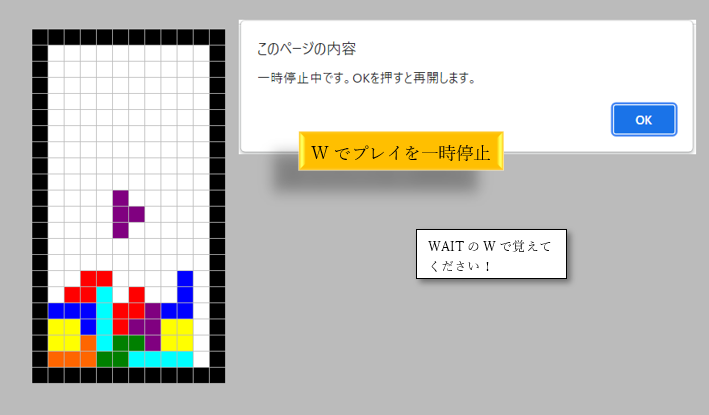 このページの内容
一時停止中です。OKを押すと再開します。
OK
W でプレイを一時停止
WAIT の W で覚えて
ください！